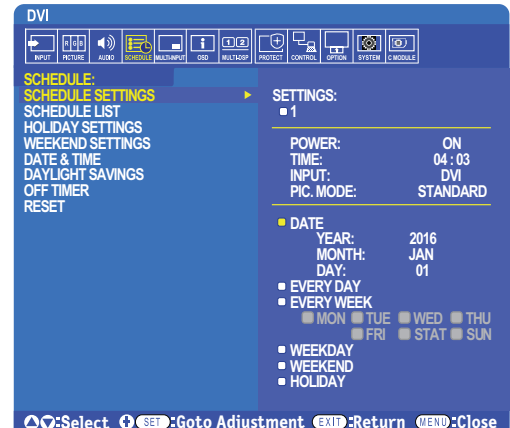 DVI
INPUT RGB PICTURE AUDIO SCHEDULE MULTI-INPUT OSD 1 2 MULTI-DSP PROTECT CONTROL OPTION SYSTEM C MODULE
SCHEDULE:
SCHEDULE SETTINGS
SCHEDULE LIST
HOLIDAY SETTINGS
WEEKEND SETTINGS
DATE & TIME
DAYLIGHT SAVINGS
OFF TIMER
RESET
SETTINGS:
1
POWER: ON
TIME: 04 : 03
INPUT: DVI
PIC. MODE: STANDARD
DATE
YEAR: 2016
MONTH: JAN
DAY: 01
EVERY DAY
EVERY WEEK
MON TUE WED THU
FRI STAT SUN
WEEKDAY
WEEKEND
HOLIDAY
:Select SET:Goto Adjustment EXIT:Return MENU:Close